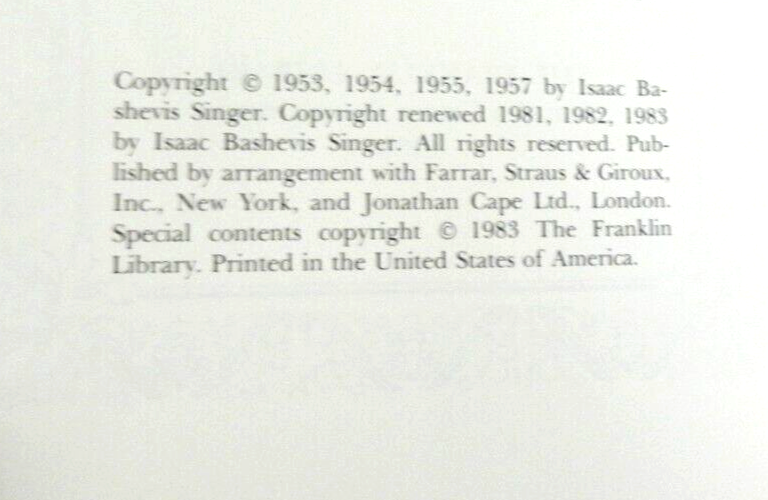 Copyright © 1953, 1954, 1955, 1957 by Isaac Ba-
shevis Singer. Copyright renewed 1981, 1982, 1983
by Isaac Bashevis Singer. All rights reserved. Pub-
lished by arrangement with Farrar, Straus & Giroux,
Inc., New York, and Jonathan Cape Ltd., London.
Special contents copyright © 1983 The Franklin
Library. Printed in the United States of America.